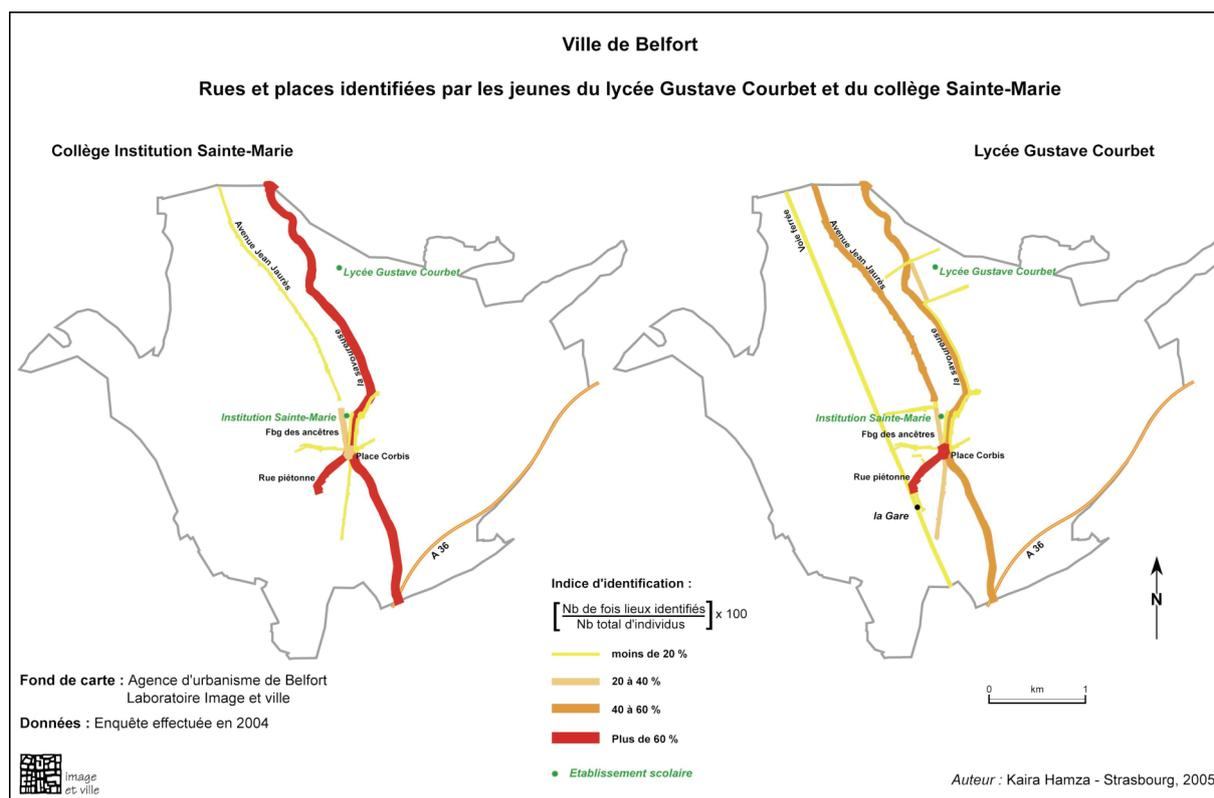 Ville de Belfort
Rues et places identifiées par les jeunes du lycée Gustave Courbet et du collège Sainte-Marie
Collège Institution Sainte-Marie
Avenue Jean Jaurès
Lycée Gustave Courbet
la savoureuse
Institution Sainte-Marie
Fbg des ancêtres
Place Corbis
Rue piétonne
A 36
Lycée Gustave Courbet
Voie ferrée
Avenue Jean Jaurès
Lycée Gustave Courbet
la savoureuse
Institution Sainte-Marie
Fbg des ancêtres
Place Corbis
Rue piétonne
la Gare
A 36
N
Indice d'identification :
[Nb de fois lieux identifiés
Nb total d'individus] x 100
moins de 20 %
20 à 40 %
40 à 60 %
Plus de 60 %
Etablissement scolaire
0 km 1
Fond de carte : Agence d'urbanisme de Belfort
Laboratoire Image et ville
Données : Enquête effectuée en 2004
image
et ville
Auteur : Kaira Hamza - Strasbourg, 2005